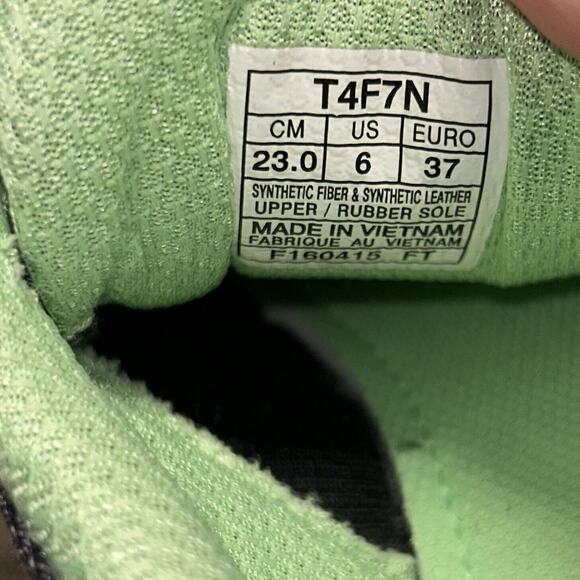 T4F7N
CM US EURO
23.0 6 37
SYNTHETIC FIBER & SYNTHETIC LEATHER
UPPER / RUBBER SOLE
MADE IN VIETNAM
FABRIQUE AU VIETNAM
F160415 FT